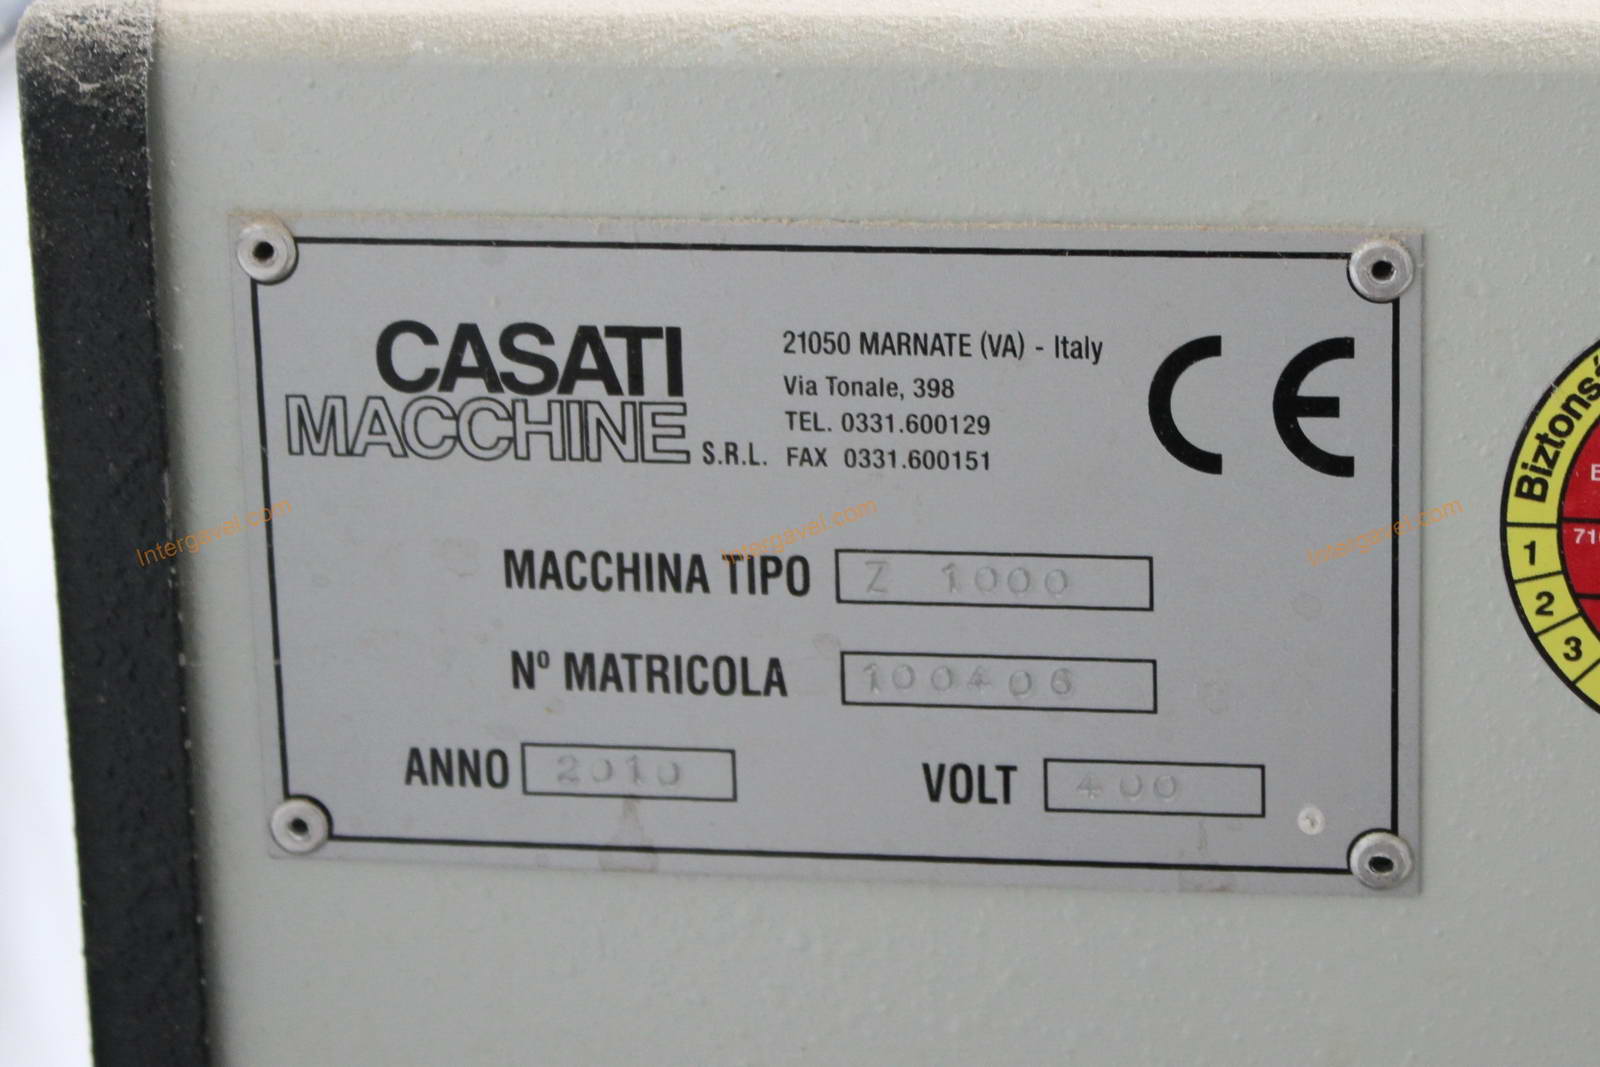 CASATI
MACCHINE S.R.L.
21050 MARNATE (VA) - Italy
Via Tonale, 398
TEL. 0331.600129
FAX 0331.600151
CE
MACCHINA TIPO Z 1000
Nº MATRICOLA 100406
ANNO 2010
VOLT 400
1
2
3
Intergavel.com
Intergavel.com
Intergavel.com